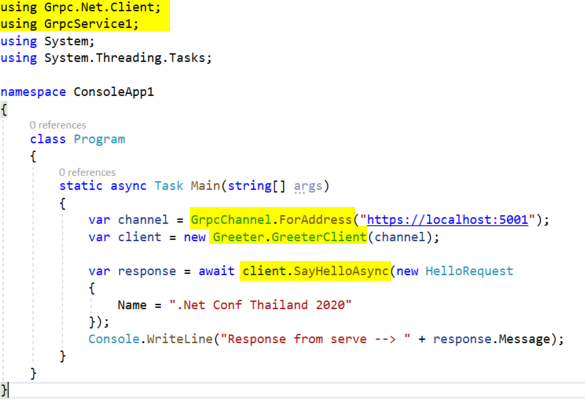 using Grpc.Net.Client;
using GrpcService1;
using System;
using System.Threading.Tasks;
namespace ConsoleApp1
{
0 references
class Program
{
0 references
static async Task Main(string[] args)
{
var channel = GrpcChannel.ForAddress("https://localhost:5001");
var client = new Greeter.GreeterClient(channel);
var response = await client.SayHelloAsync(new HelloRequest
{
Name = ".Net Conf Thailand 2020"
});
Console.WriteLine("Response from serve --> " + response.Message);
}
}
}